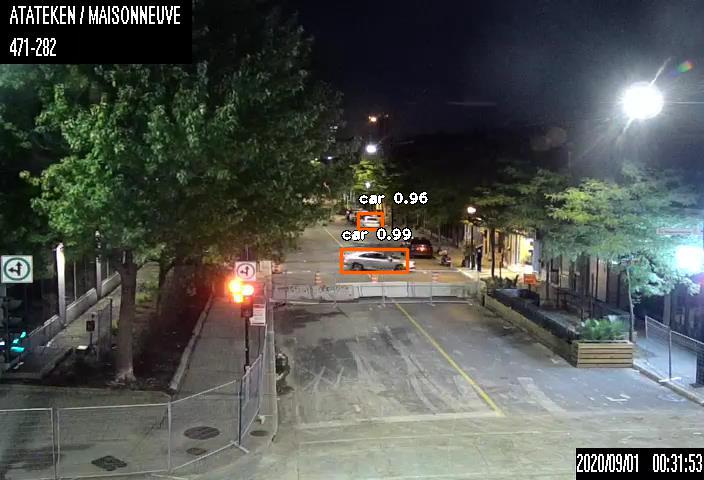 ATATEKEN / MAISONNEUVE
471-282
car 0.96
car 0.99
2020/09/01 00:31:53